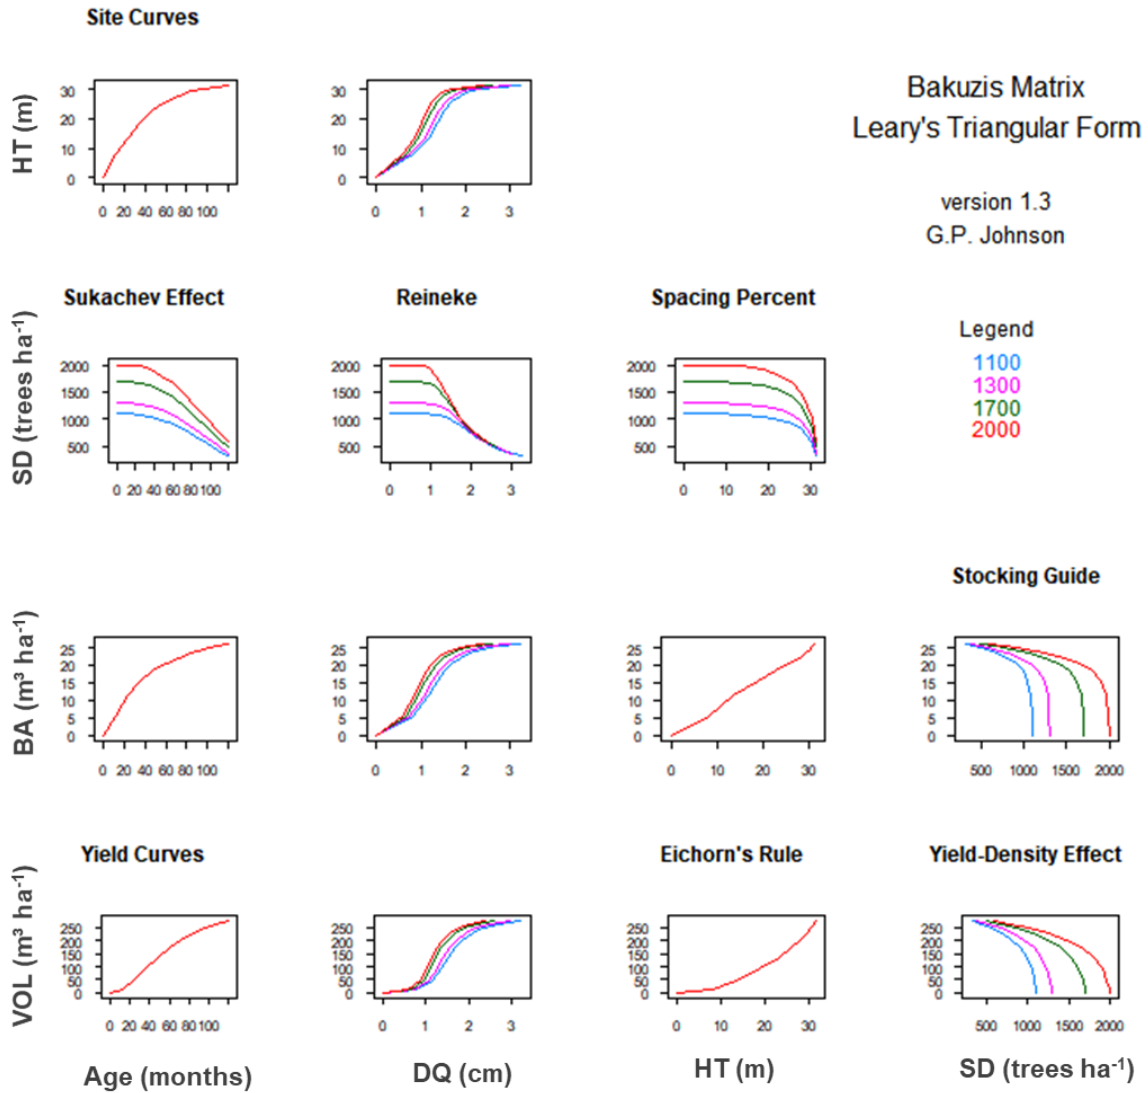 Site Curves
HT (m)
30
20
10
0
0 20 40 60 80 100
30
20
10
0
0 1 2 3
Bakuzis Matrix
Leary's Triangular Form
version 1.3
G.P. Johnson
Sukachev Effect
Reineke
Spacing Percent
SD (trees ha⁻¹)
2000
1500
1000
500
0 20 40 60 80 100
2000
1500
1000
500
0 1 2 3
2000
1500
1000
500
0 10 20 30
Legend
1100
1300
1700
2000
Stocking Guide
BA (m³ ha⁻¹)
25
20
15
10
5
0
0 20 40 60 80 100
25
20
15
10
5
0
0 1 2 3
25
20
15
10
5
0
0 10 20 30
25
20
15
10
5
0
500 1000 1500 2000
Yield Curves
Eichorn's Rule
Yield-Density Effect
VOL (m³ ha⁻¹)
250
200
150
100
50
0
0 20 40 60 80 100
250
200
150
100
50
0
0 1 2 3
250
200
150
100
50
0
0 10 20 30
250
200
150
100
50
0
500 1000 1500 2000
Age (months)
DQ (cm)
HT (m)
SD (trees ha⁻¹)